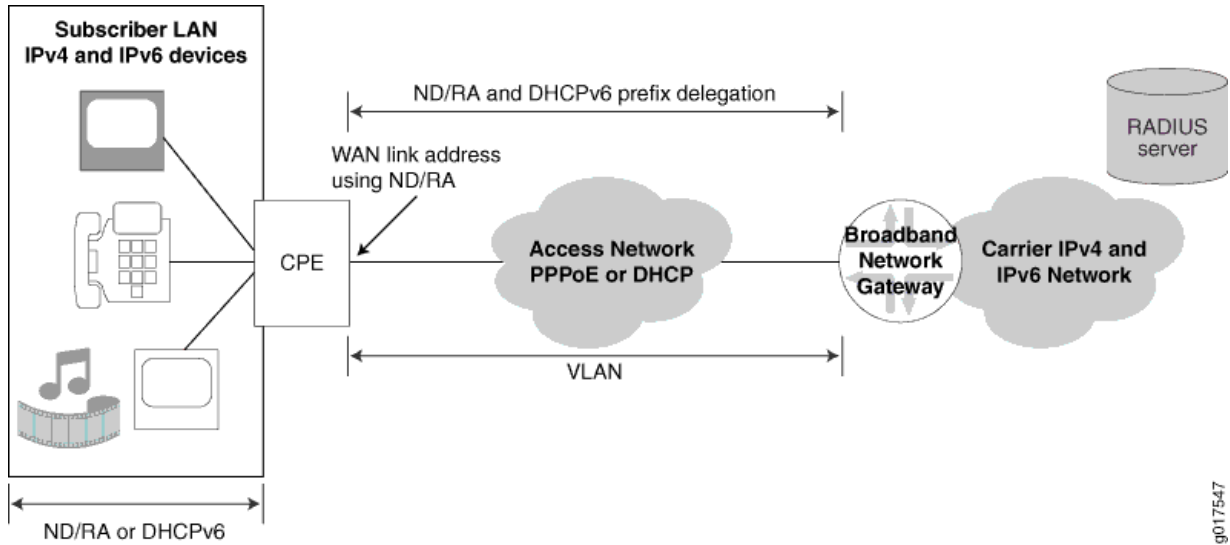 Subscriber LAN
IPv4 and IPv6 devices
ND/RA and DHCPv6 prefix delegation
RADIUS
server
WAN link address
using ND/RA
CPE
Access Network
PPPoE or DHCP
Broadband
Network
Gateway
Carrier IPv4 and
IPv6 Network
VLAN
ND/RA or DHCPv6
g017547